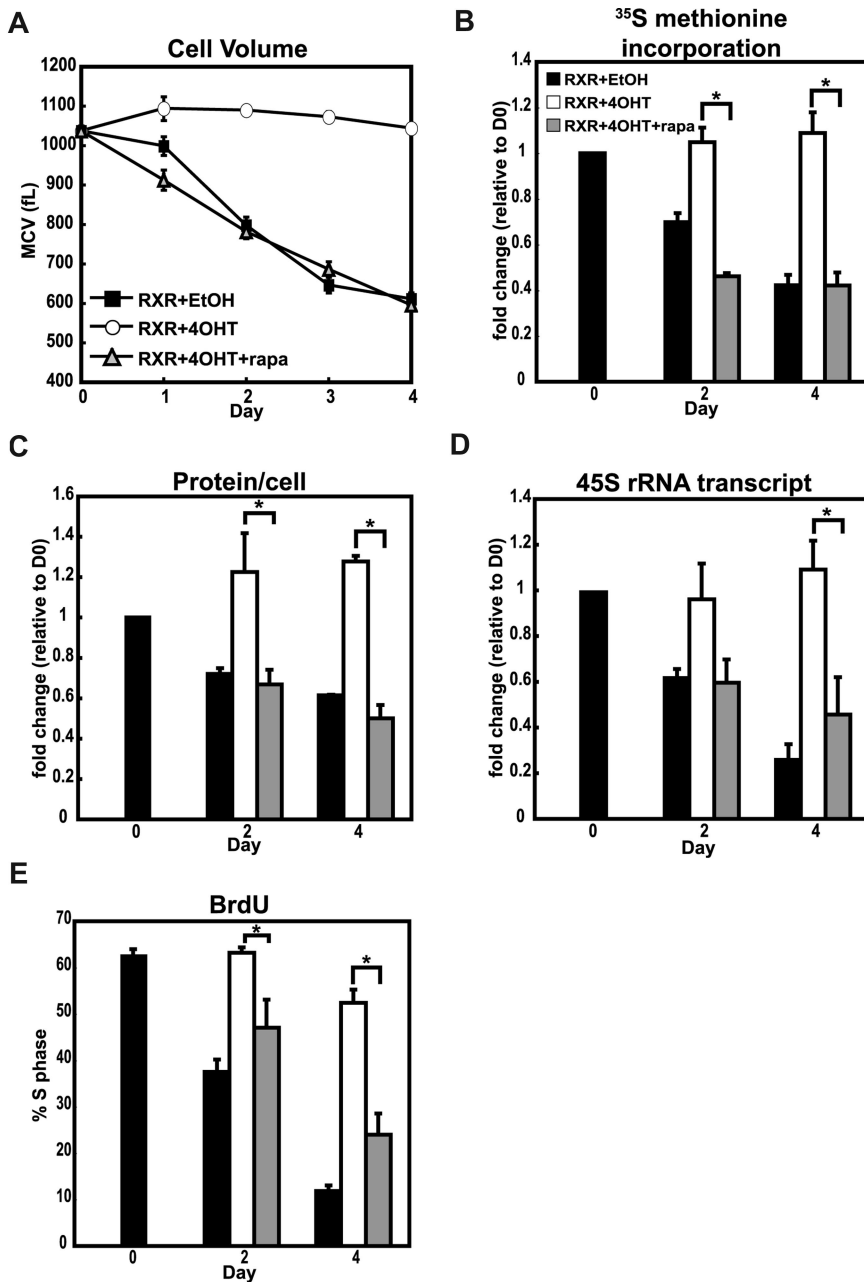 A
Cell Volume
MCV (fL)
1100
1000
900
800
700
600
500
400
RXR+EtOH
RXR+4OHT
RXR+4OHT+rapa
0
1
2
3
4
Day
B
35S methionine
incorporation
fold change (relative to D0)
1.4
1.2
1
0.8
0.6
0.4
0.2
0
RXR+EtOH
RXR+4OHT
RXR+4OHT+rapa
*
*
0
2
4
Day
C
Protein/cell
fold change (relative to D0)
1.6
1.4
1.2
1
0.8
0.6
0.4
0.2
0
*
*
0
2
4
Day
D
45S rRNA transcript
fold change (relative to D0)
1.4
1.2
1
0.8
0.6
0.4
0.2
0
*
0
2
4
Day
E
BrdU
% S phase
70
60
50
40
30
20
10
0
*
*
0
2
4
Day